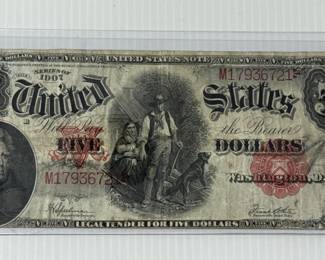 UNITED STATES NOTE
SERIES OF
1907
M17936721
United States
Will Pay the Bearer
FIVE DOLLARS
M17936721
Washington, D.
LEGAL TENDER FOR FIVE DOLLARS